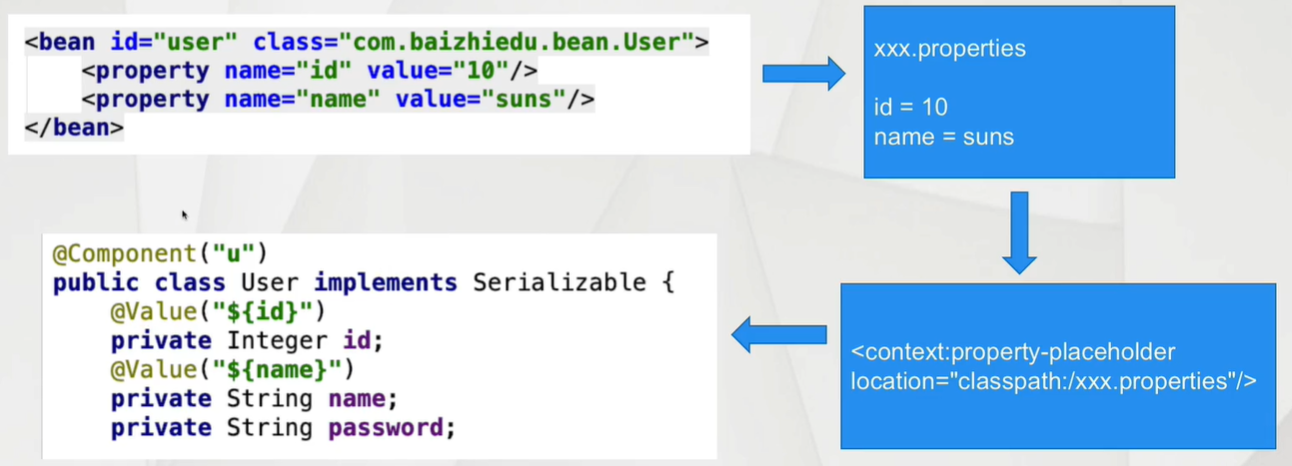 <bean id="user" class="com.baizhiedu.bean.User">
    <property name="id" value="10"/>
    <property name="name" value="suns"/>
</bean>
xxx.properties
id = 10
name = suns
<context:property-placeholder
location="classpath:/xxx.properties"/>
@Component("u")
public class User implements Serializable {
    @Value("${id}")
    private Integer id;
    @Value("${name}")
    private String name;
    private String password;